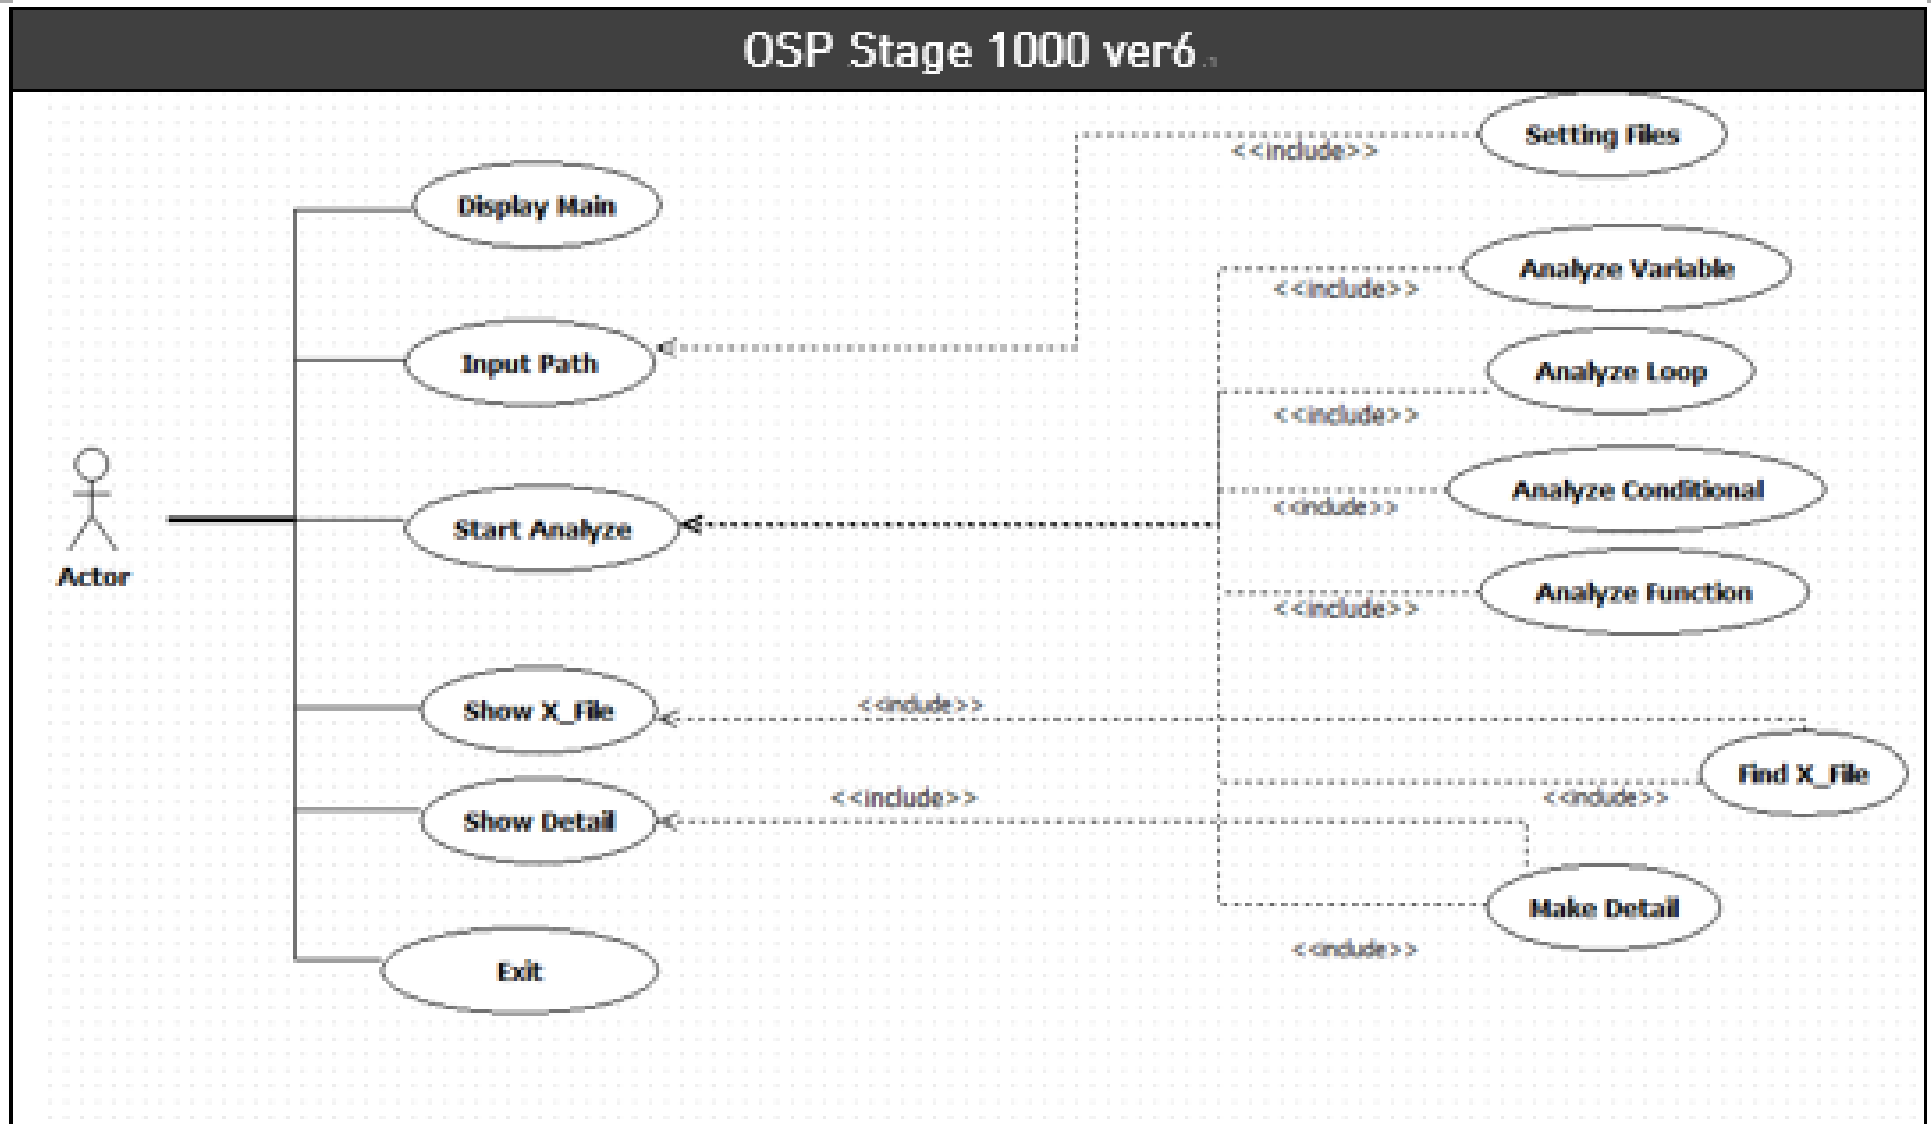 OSP Stage 1000 ver6
Setting Files
<<include>>
Display Main
Analyze Variable
<<include>>
Input Path
Analyze Loop
<<include>>
Analyze Conditional
<<include>>
Start Analyze
Actor
Analyze Function
<<include>>
Show X_File
<<include>>
Find X_File
<<include>>
Show Detail
<<include>>
Make Detail
<<include>>
Exit